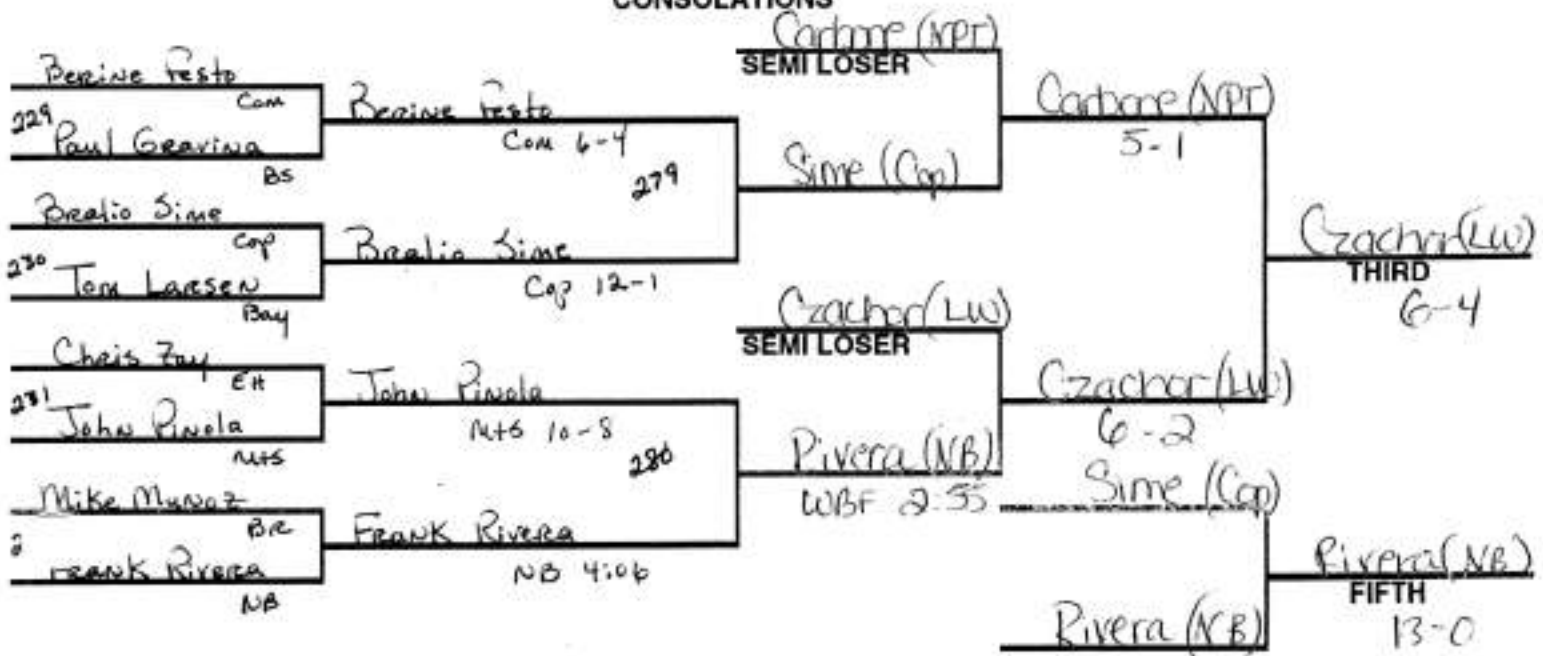 CONSOLATIONS
Berine Festo
Com
229
Paul Gravina
BS
Bralio Sime
Cop
230
Tom Larsen
Bay
Chris Zay
EH
231
John Pinola
Mts
Mike Munoz
BR
2
Frank Rivera
NB
Berine Festo
Com 6-4
279
Bralio Sime
Cop 12-1
John Pinola
Mts 10-8
280
Frank Rivera
NB 4:06
Carbone (NPT)
SEMI LOSER
Sime (Cop)
Czachor (LW)
SEMI LOSER
Rivera (NB)
WBF 2:55
Carbone (NPT)
5-1
Czachor (LW)
6-2
Czachor (LW)
THIRD
6-4
Sime (Cop)
Rivera (NB)
Rivera (NB)
FIFTH
13-0